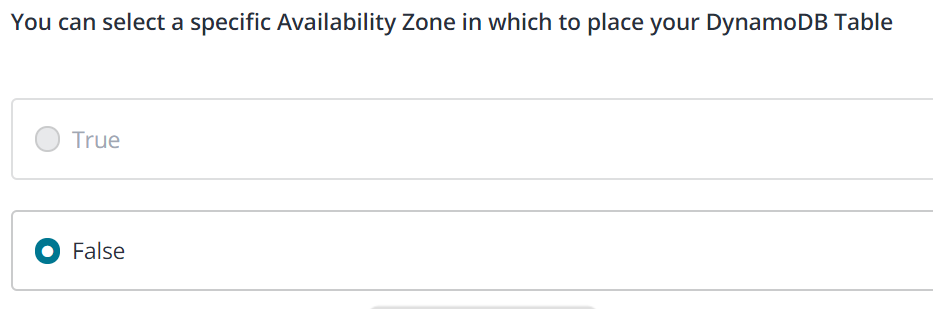 You can select a specific Availability Zone in which to place your DynamoDB Table
True
False